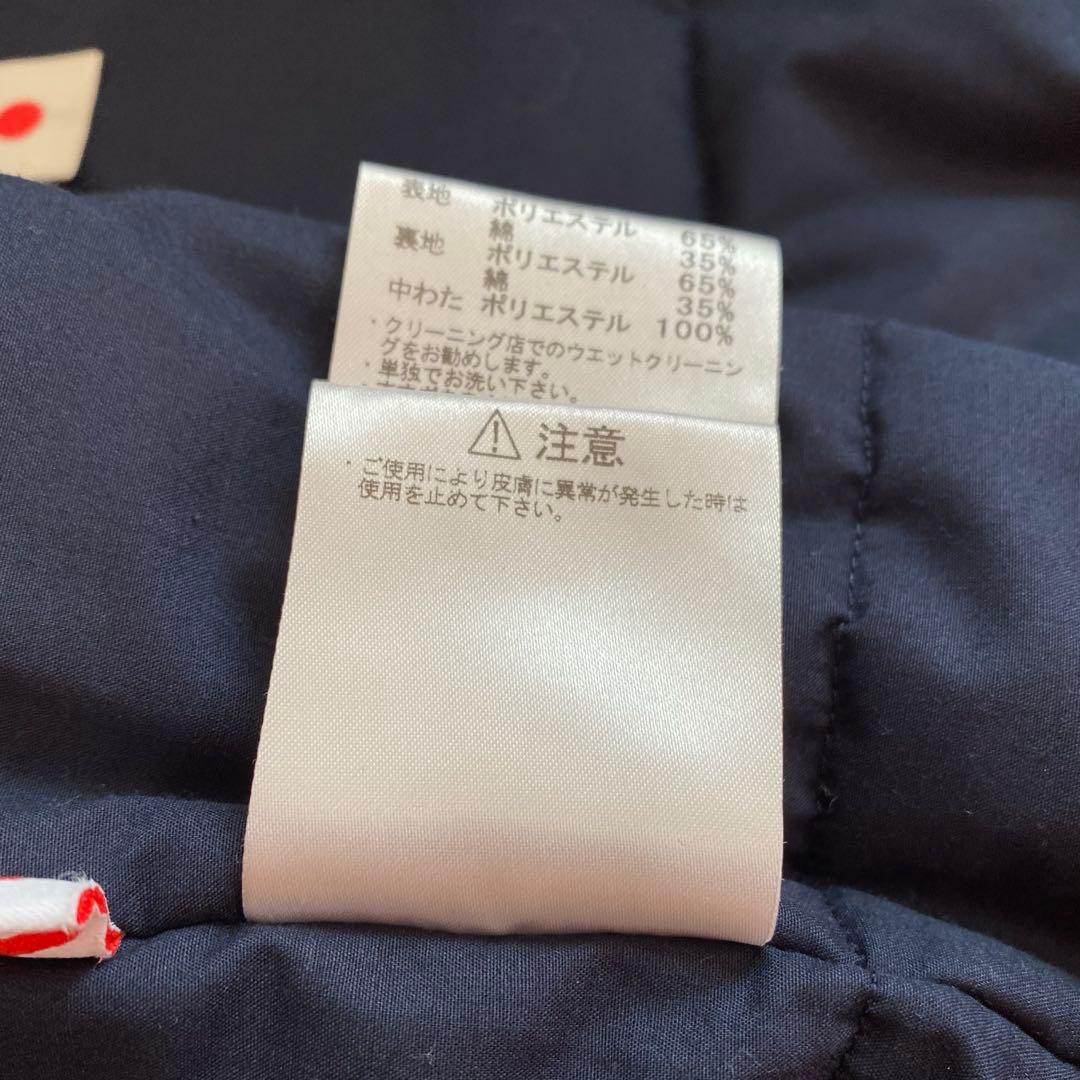 表地 ポリエステル 65%
綿 35%
裏地 ポリエステル 65%
綿 35%
中わた ポリエステル 100%
・クリーニング店でのウエットクリーニン
グをお勧めします。
・単独でお洗い下さい。
⚠ 注意
・ご使用により皮膚に異常が発生した時は
使用を止めて下さい。